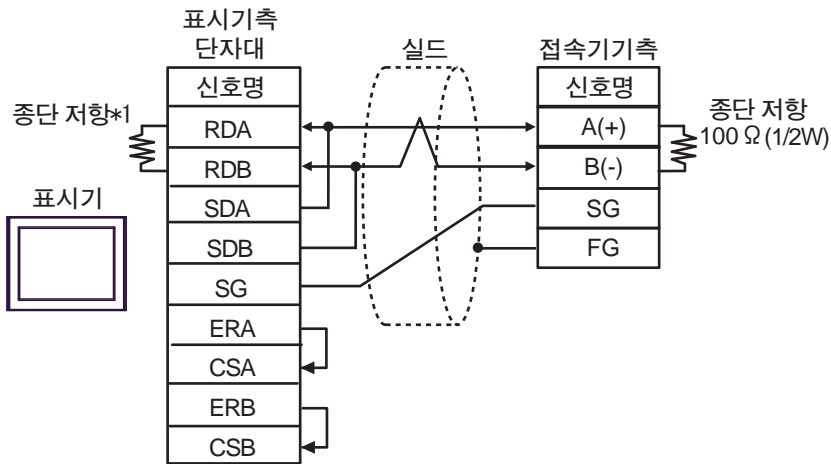 표시기측
단자대
실드
접속기기측
신호명
신호명
종단 저항*1
RDA
A(+)
종단 저항
100 Ω (1/2W)
RDB
B(-)
표시기
SDA
SG
SDB
FG
SG
ERA
CSA
ERB
CSB